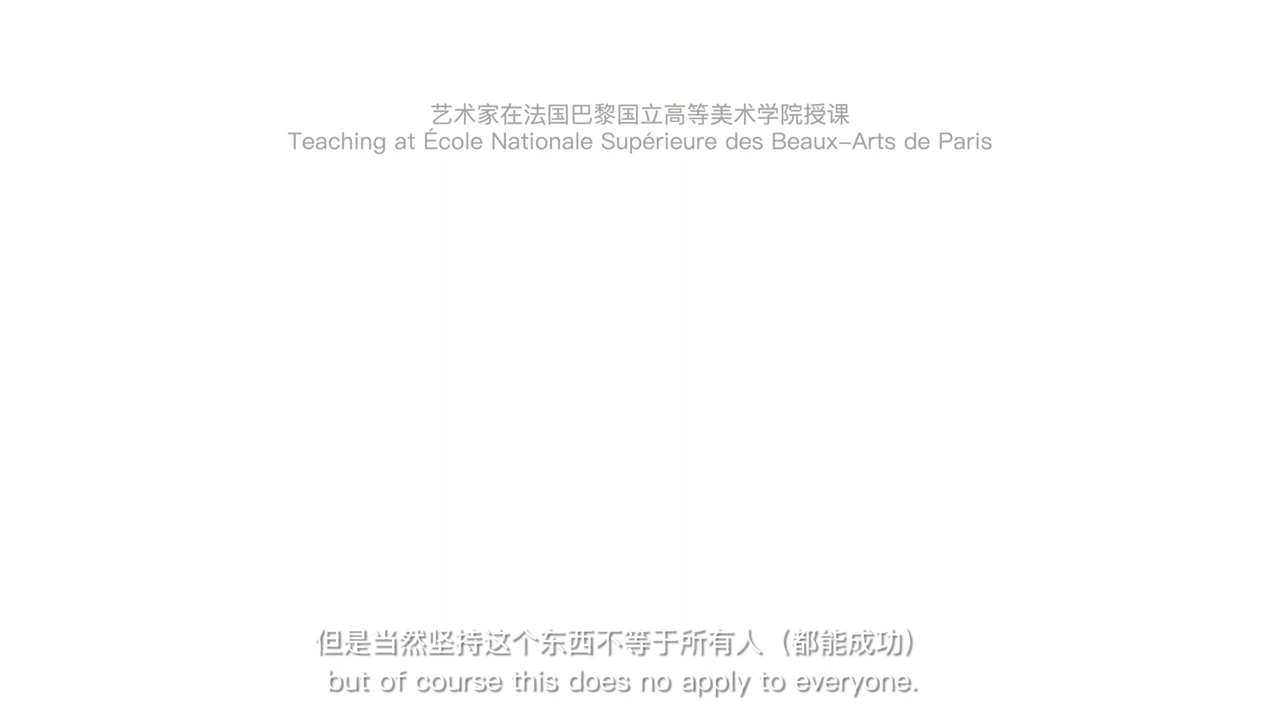 艺术家在法国巴黎国立高等美术学院授课
Teaching at École Nationale Supérieure des Beaux–Arts de Paris
但是当然坚持这个东西不等于所有人（都能成功）
but of course this does no apply to everyone.